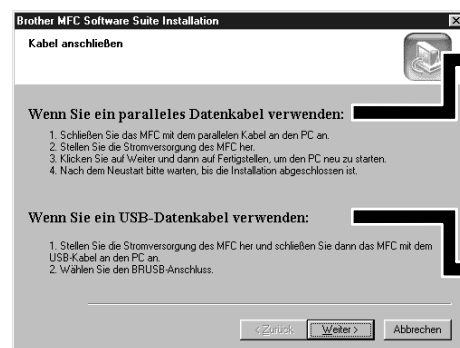 Brother MFC Software Suite Installation
Kabel anschließen
Wenn Sie ein paralleles Datenkabel verwenden:
1. Schließen Sie das MFC mit dem parallelen Kabel an den PC an.
2. Stellen Sie die Stromversorgung des MFC her.
3. Klicken Sie auf Weiter und dann auf Fertigstellen, um den PC neu zu starten.
4. Nach dem Neustart bitte warten, bis die Installation abgeschlossen ist.
Wenn Sie ein USB-Datenkabel verwenden:
1. Stellen Sie die Stromversorgung des MFC her und schließen Sie dann das MFC mit dem
USB-Kabel an den PC an.
2. Wählen Sie den BRUSB-Anschluss.
< Zurück Weiter > Abbrechen